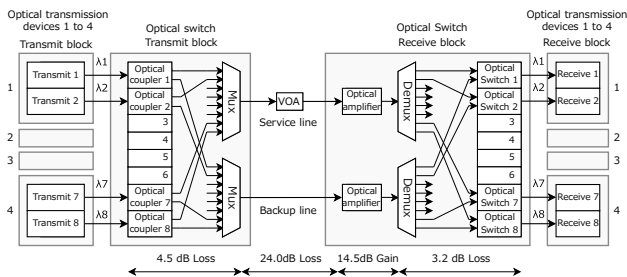 Optical transmission
devices 1 to 4
Transmit block
Optical switch
Transmit block
Optical Switch
Receive block
Optical transmission
devices 1 to 4
Receive block
1
Transmit 1
Transmit 2
λ1
λ2
Optical
coupler 1
Optical
coupler 2
3
4
5
6
Optical
coupler 7
Optical
coupler 8
Mux
VOA
Service line
Optical
amplifier
Demux
Optical
Switch 1
Optical
Switch 2
3
4
5
6
Optical
Switch 7
Optical
Switch 8
λ1
λ2
Receive 1
Receive 2
1
2
3
2
3
4
Transmit 7
Transmit 8
λ7
λ8
Mux
Backup line
Optical
amplifier
Demux
λ7
λ8
Receive 7
Receive 8
4
4.5 dB Loss
24.0dB Loss
14.5dB Gain
3.2 dB Loss